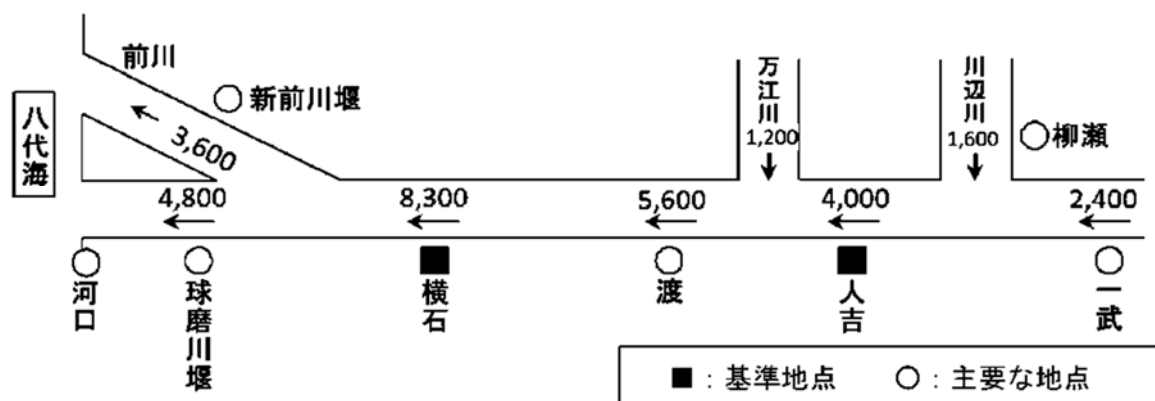 前川
新前川堰
八代海
3,600
万江川
1,200
川辺川
1,600
柳瀬
4,800
8,300
5,600
4,000
2,400
河口
球磨川堰
横石
渡
人吉
一武
■：基準地点 ○：主要な地点